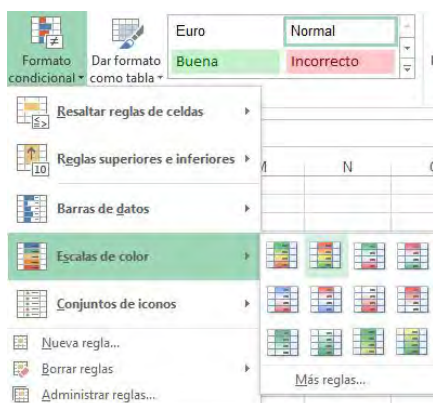 Euro
Normal
Formato condicional
Dar formato como tabla
Buena
Incorrecto
Resaltar reglas de celdas
10
Reglas superiores e inferiores
N
Barras de datos
Escalas de color
Conjuntos de iconos
Nueva regla...
Borrar reglas
Administrar reglas...
Más reglas...